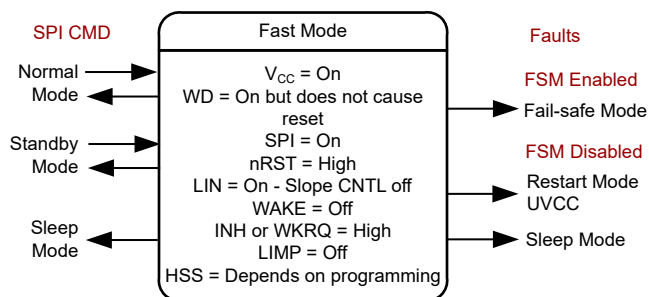 SPI CMD
Normal
Mode
Standby
Mode
Sleep
Mode
Fast Mode
VCC = On
WD = On but does not cause
reset
SPI = On
nRST = High
LIN = On - Slope CNTL off
WAKE = Off
INH or WKRQ = High
LIMP = Off
HSS = Depends on programming
Faults
FSM Enabled
Fail-safe Mode
FSM Disabled
Restart Mode
UVCC
Sleep Mode